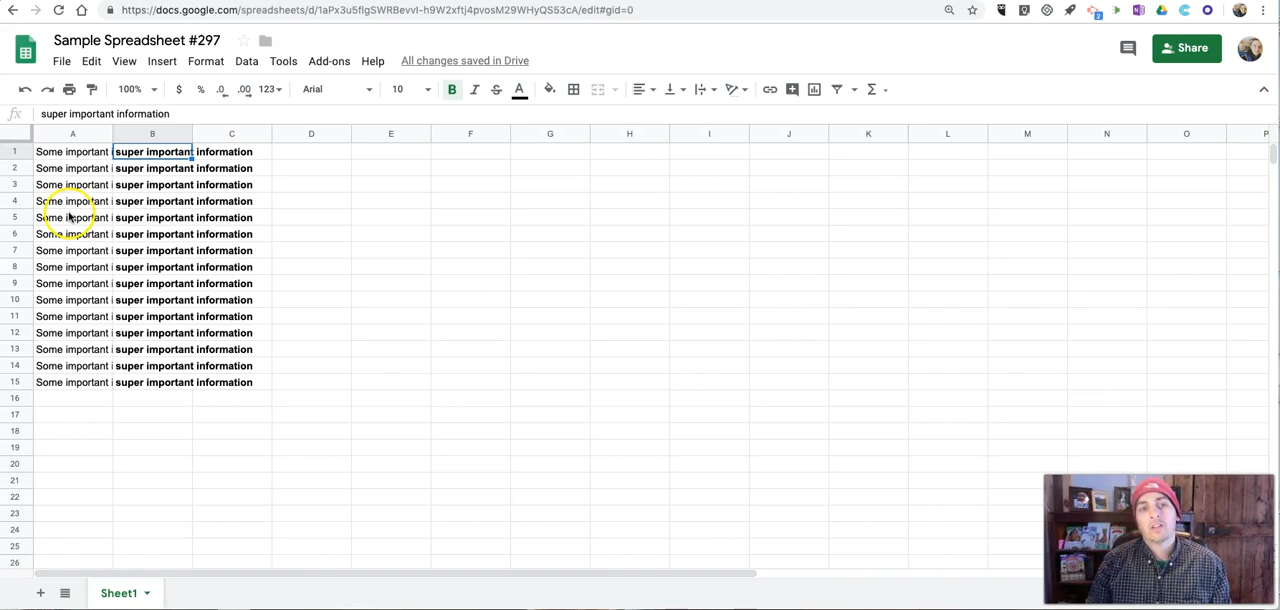 https://docs.google.com/spreadsheets/d/1aPx3u5flgSWRBevvI-h9W2xftj4pvosM29WHyQS53cA/edit#gid=0
2
Sample Spreadsheet #297
File Edit View Insert Format Data Tools Add-ons Help All changes saved in Drive
Share
100% $ % .0 .00 123 Arial 10 B I S A Σ
fx super important information
A B C D E F G H I J K L M N O P
1 Some important i super important information
2 Some important i super important information
3 Some important i super important information
4 Some important i super important information
5 Some important i super important information
6 Some important i super important information
7 Some important i super important information
8 Some important i super important information
9 Some important i super important information
10 Some important i super important information
11 Some important i super important information
12 Some important i super important information
13 Some important i super important information
14 Some important i super important information
15 Some important i super important information
16
17
18
19
20
21
22
23
24
25
26
+ Sheet1